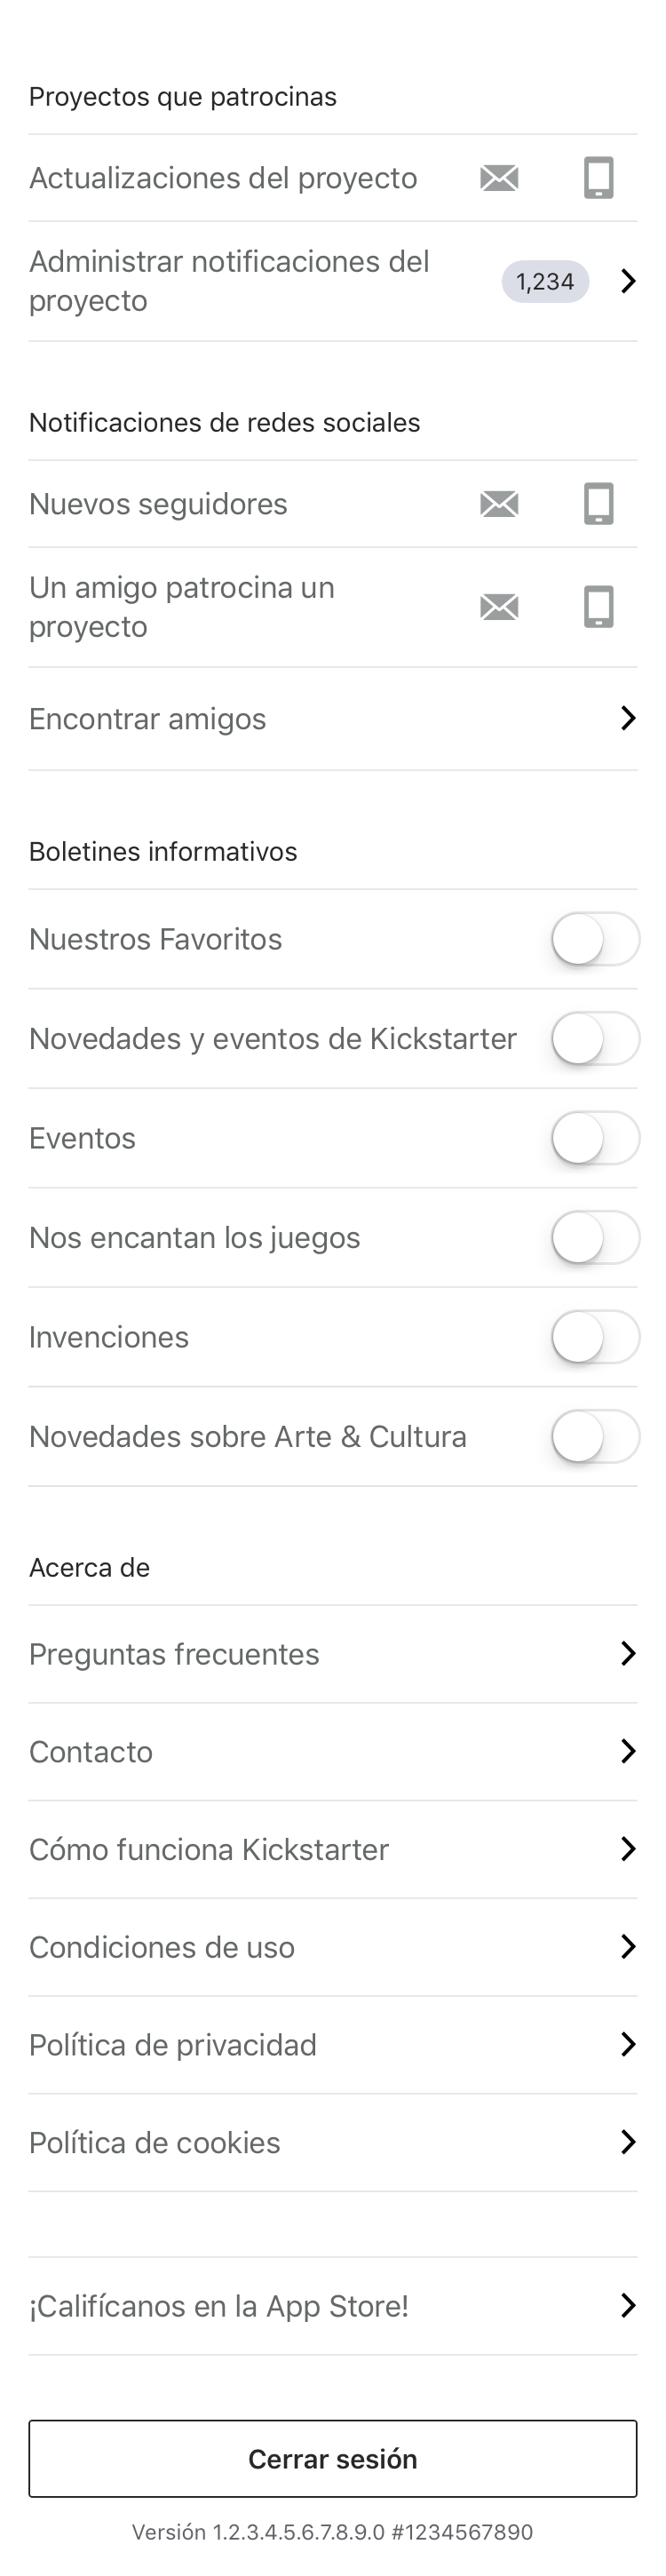 Proyectos que patrocinas
Actualizaciones del proyecto
Administrar notificaciones del
proyecto
1,234
Notificaciones de redes sociales
Nuevos seguidores
Un amigo patrocina un
proyecto
Encontrar amigos
Boletines informativos
Nuestros Favoritos
Novedades y eventos de Kickstarter
Eventos
Nos encantan los juegos
Invenciones
Novedades sobre Arte & Cultura
Acerca de
Preguntas frecuentes
Contacto
Cómo funciona Kickstarter
Condiciones de uso
Política de privacidad
Política de cookies
¡Califícanos en la App Store!
Cerrar sesión
Versión 1.2.3.4.5.6.7.8.9.0 #1234567890